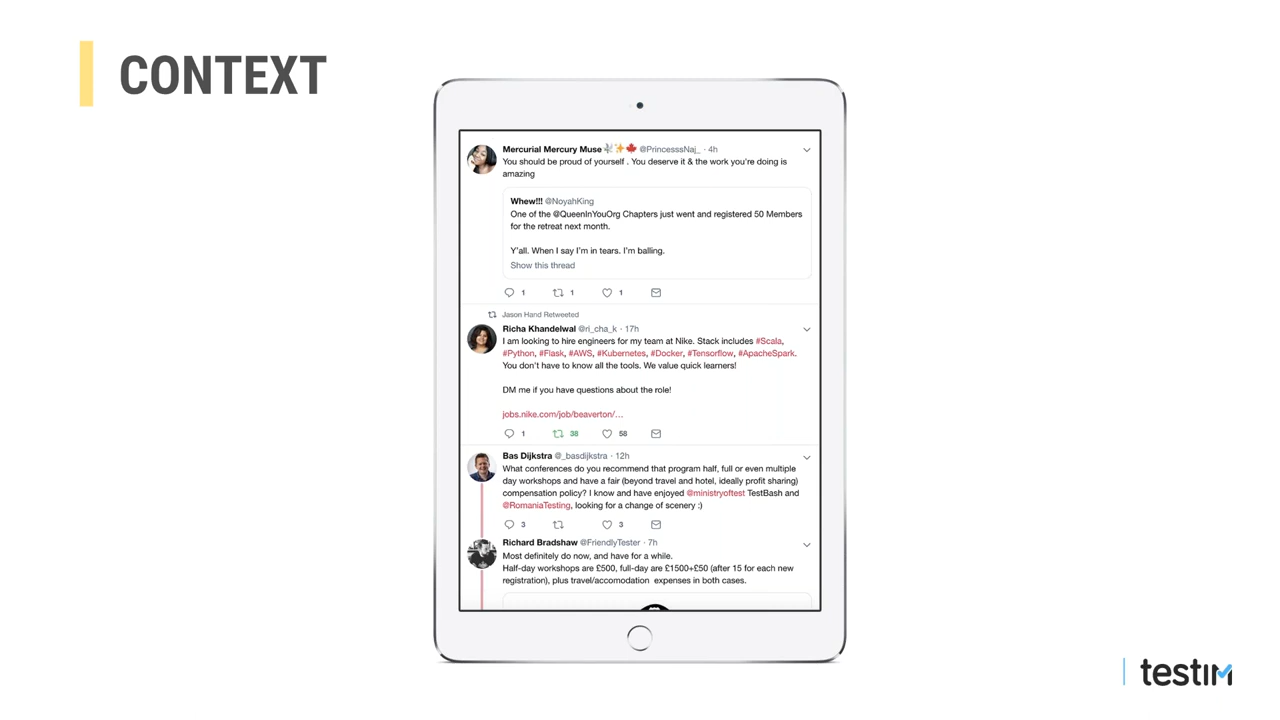 CONTEXT
Mercurial Mercury Muse @PrincesssNaj_ · 4h
You should be proud of yourself . You deserve it & the work you're doing is
amazing
Whew!!! @NoyahKing
One of the @QueenInYouOrg Chapters just went and registered 50 Members
for the retreat next month.
Y'all. When I say I'm in tears. I'm balling.
Show this thread
1 1 1
Jason Hand Retweeted
Richa Khandelwal @ri_cha_k · 17h
I am looking to hire engineers for my team at Nike. Stack includes #Scala,
#Python, #Flask, #AWS, #Kubernetes, #Docker, #Tensorflow, #ApacheSpark.
You don't have to know all the tools. We value quick learners!
DM me if you have questions about the role!
jobs.nike.com/job/beaverton/…
1 38 58
Bas Dijkstra @_basdijkstra · 12h
What conferences do you recommend that program half, full or even multiple
day workshops and have a fair (beyond travel and hotel, ideally profit sharing)
compensation policy? I know and have enjoyed @ministryoftest TestBash and
@RomaniaTesting, looking for a change of scenery :)
3 3
Richard Bradshaw @FriendlyTester · 7h
Most definitely do now, and have for a while.
Half-day workshops are £500, full-day are £1500+£50 (after 15 for each new
registration), plus travel/accomodation expenses in both cases.
testim